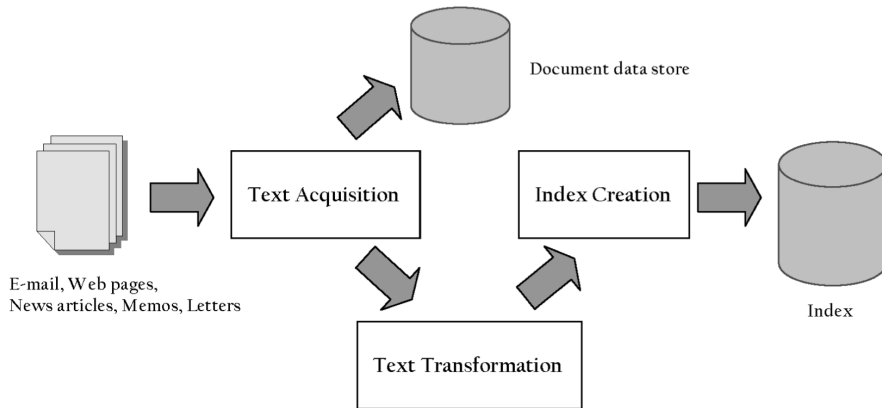 Document data store
Text Acquisition
Index Creation
E-mail, Web pages,
News articles, Memos, Letters
Index
Text Transformation